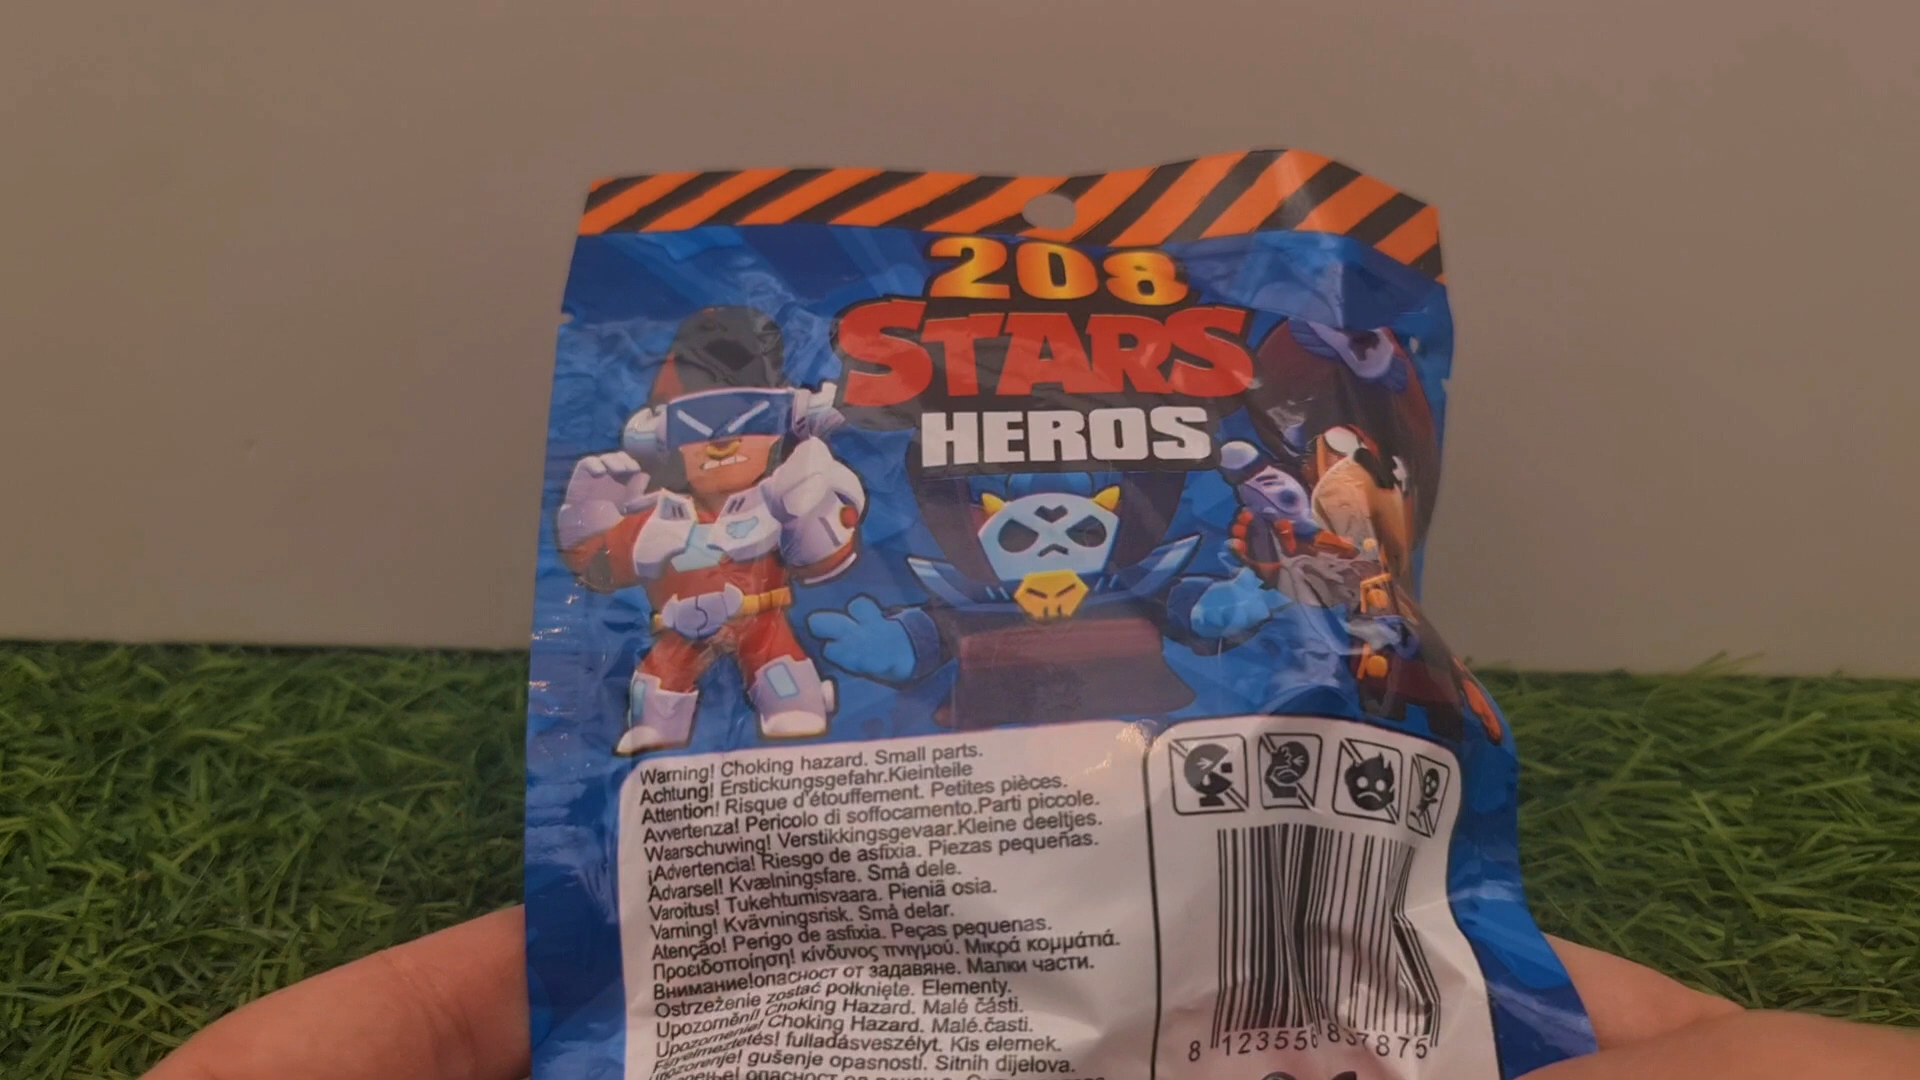 208
STARS
HEROS
Warning! Choking hazard. Small parts.
Achtung! Erstickungsgefahr.Kleinteile
Attention! Risque d'étouffement. Petites pièces.
Avvertenza! Pericolo di soffocamento.Parti piccole.
Waarschuwing! Verstikkingsgevaar.Kleine deeltjes.
¡Advertencia! Riesgo de asfixia. Piezas pequeñas.
Advarsel! Kvælningsfare. Små dele.
Varoitus! Tukehtumisvaara. Pieniä osia.
Varning! Kvävningsrisk. Små delar.
Atenção! Perigo de asfixia. Peças pequenas.
Προειδοποίηση! κίνδυνος πνιγμού. Μικρά κομμάτιά.
Внимание!опасност от задавяне. Малки части.
Ostrzeżenie zostać połknięte. Elementy.
Upozornění! Choking Hazard. Malé části.
Upozornenie! Choking Hazard. Malé.časti.
Figyelmeztetés! fulladásveszélyt. Kis elemek.
gušenje opasnosti. Sitnih dijelova.
8 123556 837875